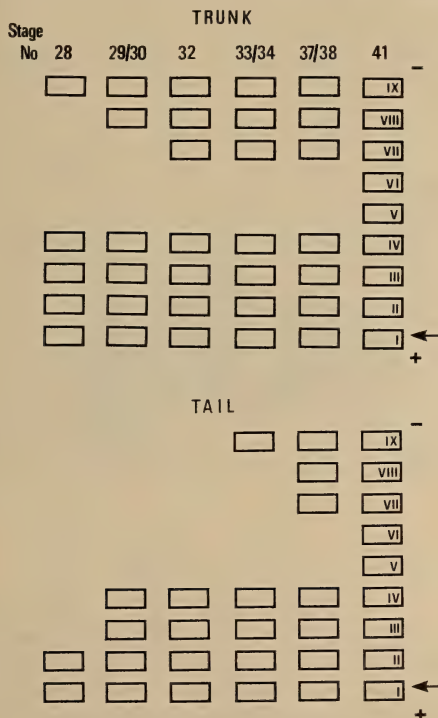 TRUNK
Stage
No 28 29/30 32 33/34 37/38 41
−
IX
VIII
VII
VI
V
IV
III
II
I
+
TAIL
−
IX
VIII
VII
VI
V
IV
III
II
I
+